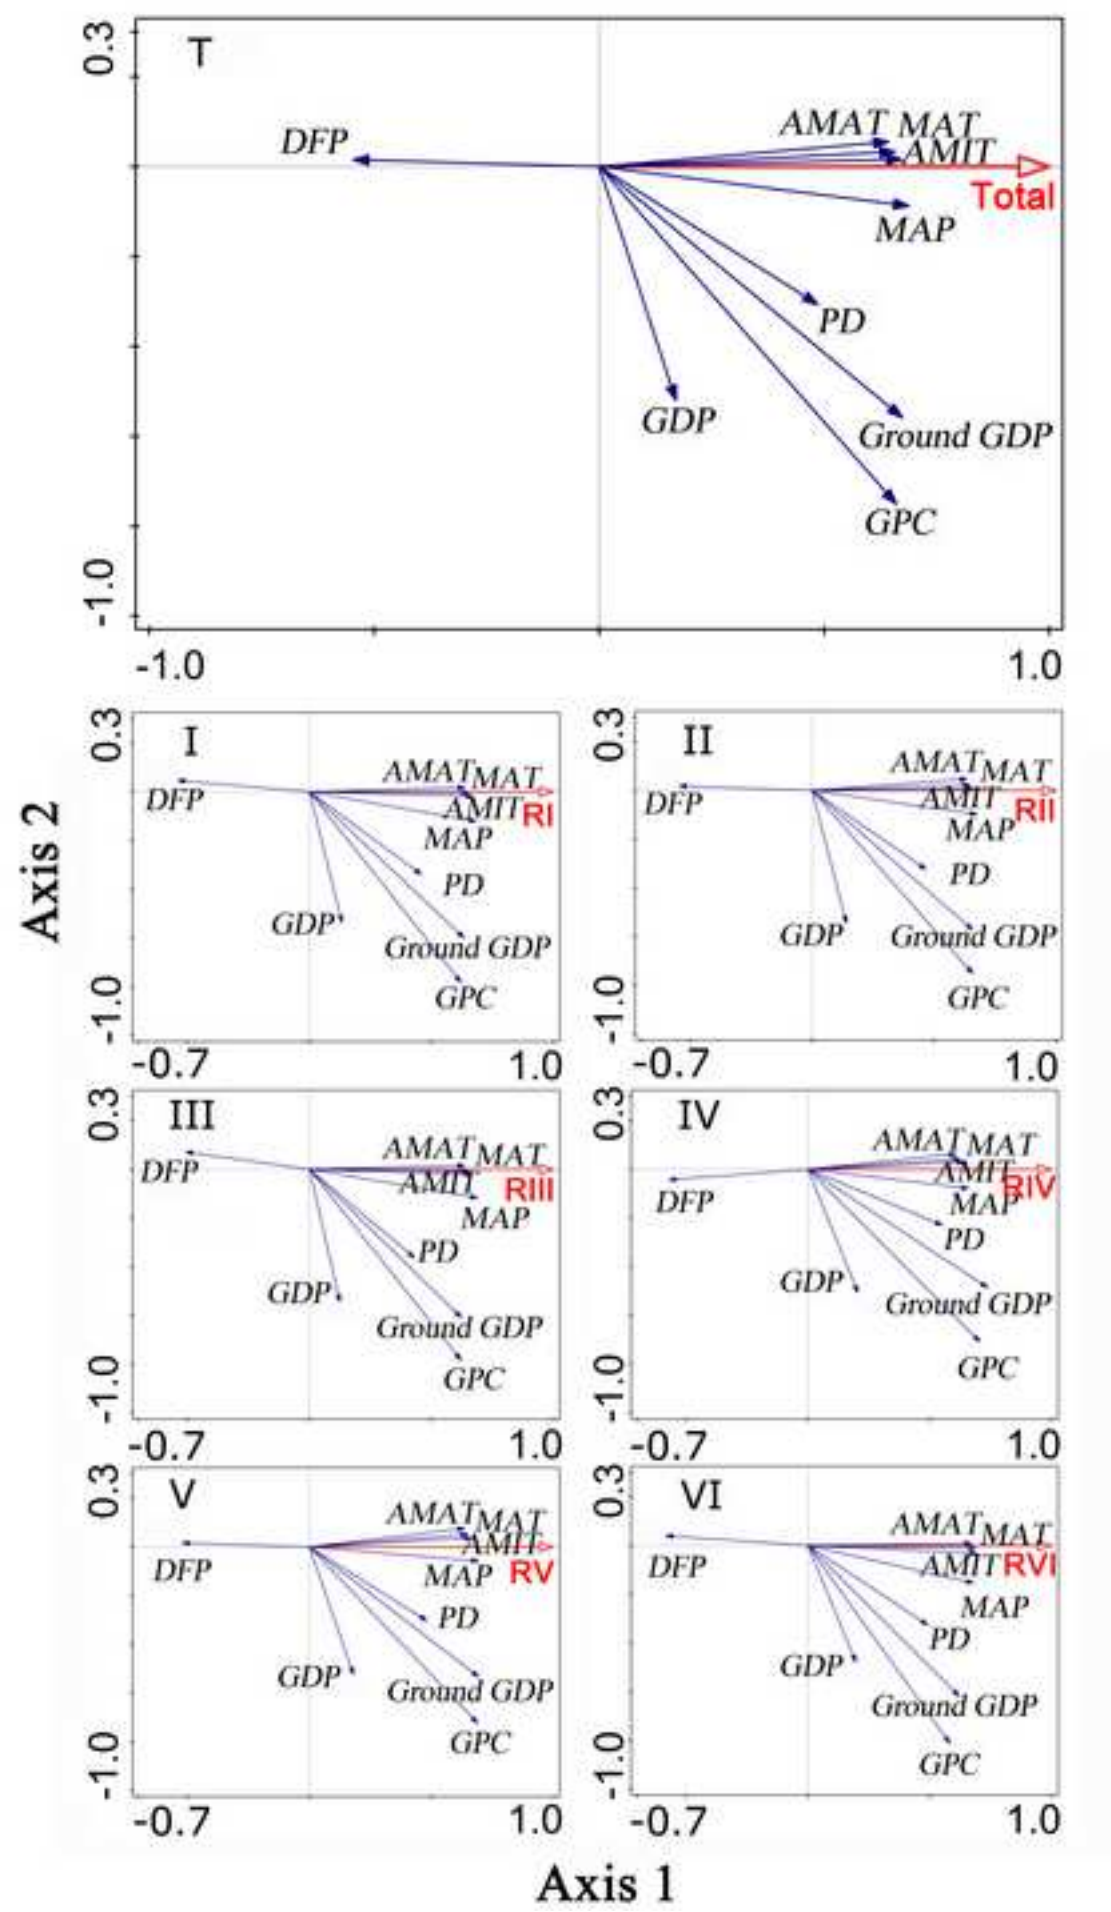 0.3
T
DFP
AMAT MAT
AMIT
Total
MAP
PD
GDP
Ground GDP
GPC
-1.0
-1.0 1.0
Axis 2
0.3
I
AMAT MAT
DFP
AMIT RI
MAP
PD
GDP
Ground GDP
GPC
-1.0
-0.7 1.0
0.3
II
AMAT MAT
DFP
AMIT RII
MAP
PD
GDP
Ground GDP
GPC
-1.0
-0.7 1.0
0.3
III
AMAT MAT
DFP
AMIT RIII
MAP
PD
GDP
Ground GDP
GPC
-1.0
-0.7 1.0
0.3
IV
AMAT MAT
AMIT
DFP
MAP RIV
PD
GDP
Ground GDP
GPC
-1.0
-0.7 1.0
0.3
V
AMAT MAT
AMIT
DFP
MAP RV
PD
GDP
Ground GDP
GPC
-1.0
-0.7 1.0
0.3
VI
AMAT MAT
DFP
AMIT RVI
MAP
PD
GDP
Ground GDP
GPC
-1.0
-0.7 1.0
Axis 1